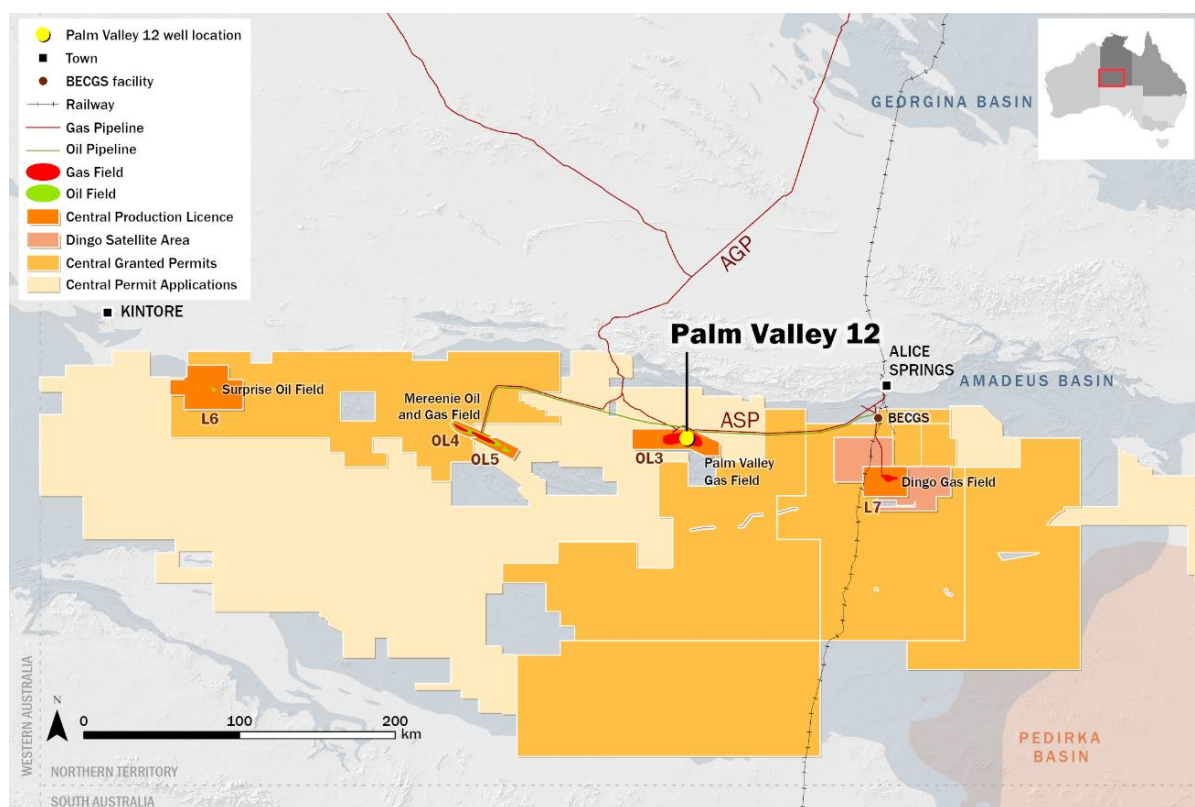 Palm Valley 12 well location
Town
BECGS facility
Railway
Gas Pipeline
Oil Pipeline
Gas Field
Oil Field
Central Production Licence
Dingo Satellite Area
Central Granted Permits
Central Permit Applications
GEORGINA BASIN
AGP
KINTORE
Palm Valley 12
ALICE
SPRINGS
AMADEUS BASIN
Surprise Oil Field
L6
Mereenie Oil
and Gas Field
OL4
OL5
ASP
BECGS
OL3
Palm Valley
Gas Field
Dingo Gas Field
L7
WESTERN AUSTRALIA
N
0 100 200
km
PEDIRKA
BASIN
NORTHERN TERRITORY
SOUTH AUSTRALIA